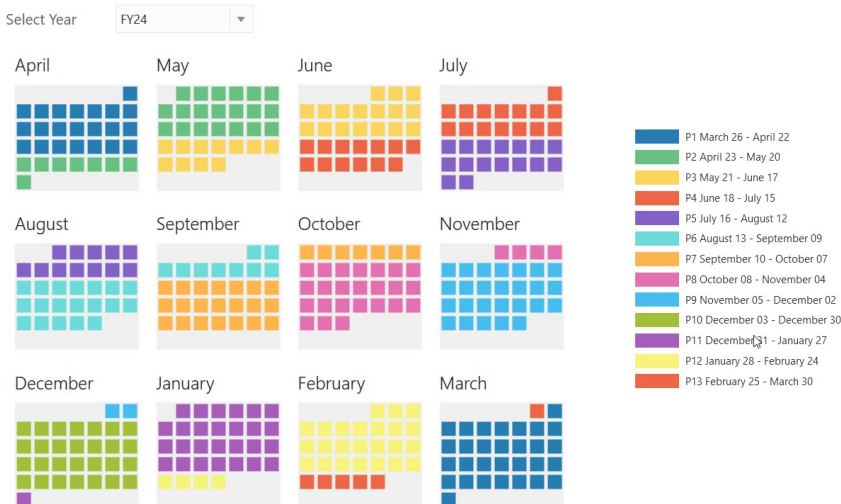 Select Year FY24
April May June July
August September October November
December January February March
P1 March 26 - April 22
P2 April 23 - May 20
P3 May 21 - June 17
P4 June 18 - July 15
P5 July 16 - August 12
P6 August 13 - September 09
P7 September 10 - October 07
P8 October 08 - November 04
P9 November 05 - December 02
P10 December 03 - December 30
P11 December 31 - January 27
P12 January 28 - February 24
P13 February 25 - March 30